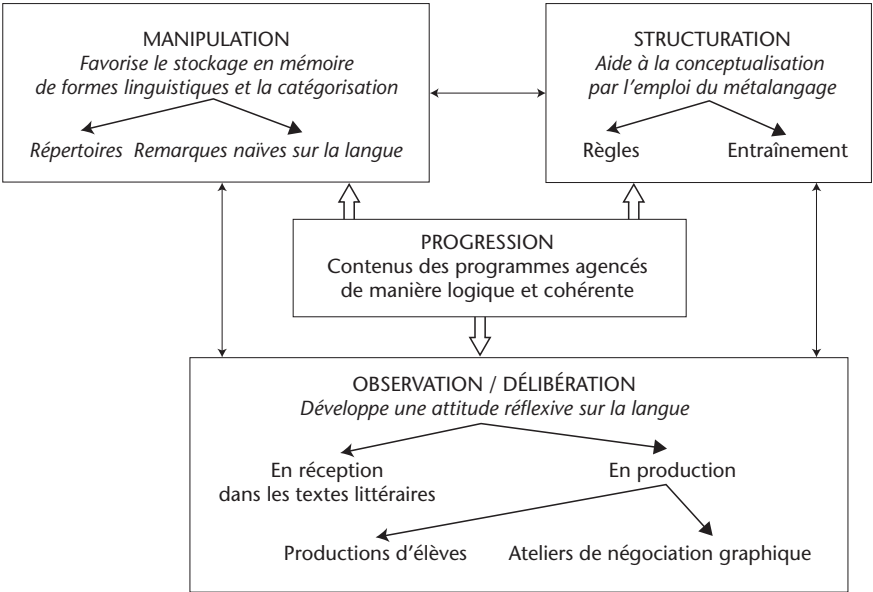 MANIPULATION
Favorise le stockage en mémoire
de formes linguistiques et la catégorisation
Répertoires Remarques naïves sur la langue
STRUCTURATION
Aide à la conceptualisation
par l'emploi du métalangage
Règles Entraînement
PROGRESSION
Contenus des programmes agencés
de manière logique et cohérente
OBSERVATION / DÉLIBÉRATION
Développe une attitude réflexive sur la langue
En réception
dans les textes littéraires
En production
Productions d'élèves Ateliers de négociation graphique